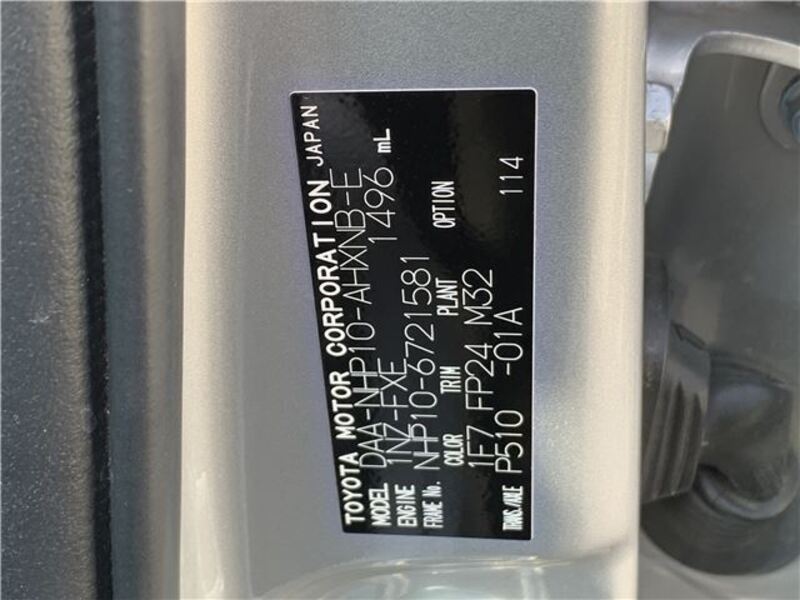 TOYOTA MOTOR CORPORATION JAPAN
MODEL DAA-NHP10-AHXNB-E
ENGINE 1NZ-FXE 1496 mL
FRAME No. NHP10-6721581
COLOR TRIM PLANT OPTION
1F7 FP24 M32 114
TRANS/AXLE P510 -01A